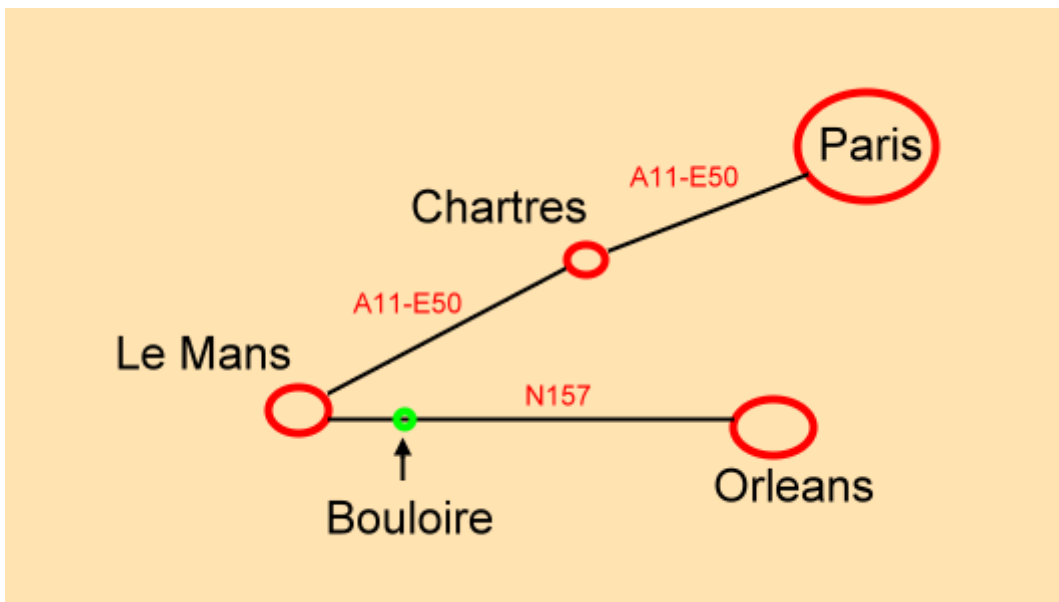 Paris
A11-E50
Chartres
A11-E50
Le Mans
N157
Orleans
Bouloire